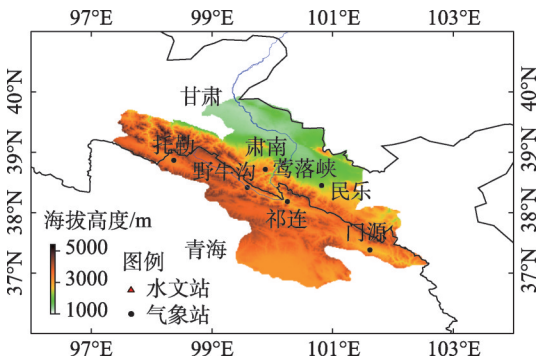 97°E 99°E 101°E 103°E
40°N 40°N
甘肃
39°N 39°N
托勒 肃南 莺落峡
野牛沟 民乐
38°N 38°N
祁连
海拔高度/m 门源
5000 青海
图例
37°N 37°N
3000
水文站
1000 气象站
97°E 99°E 101°E 103°E